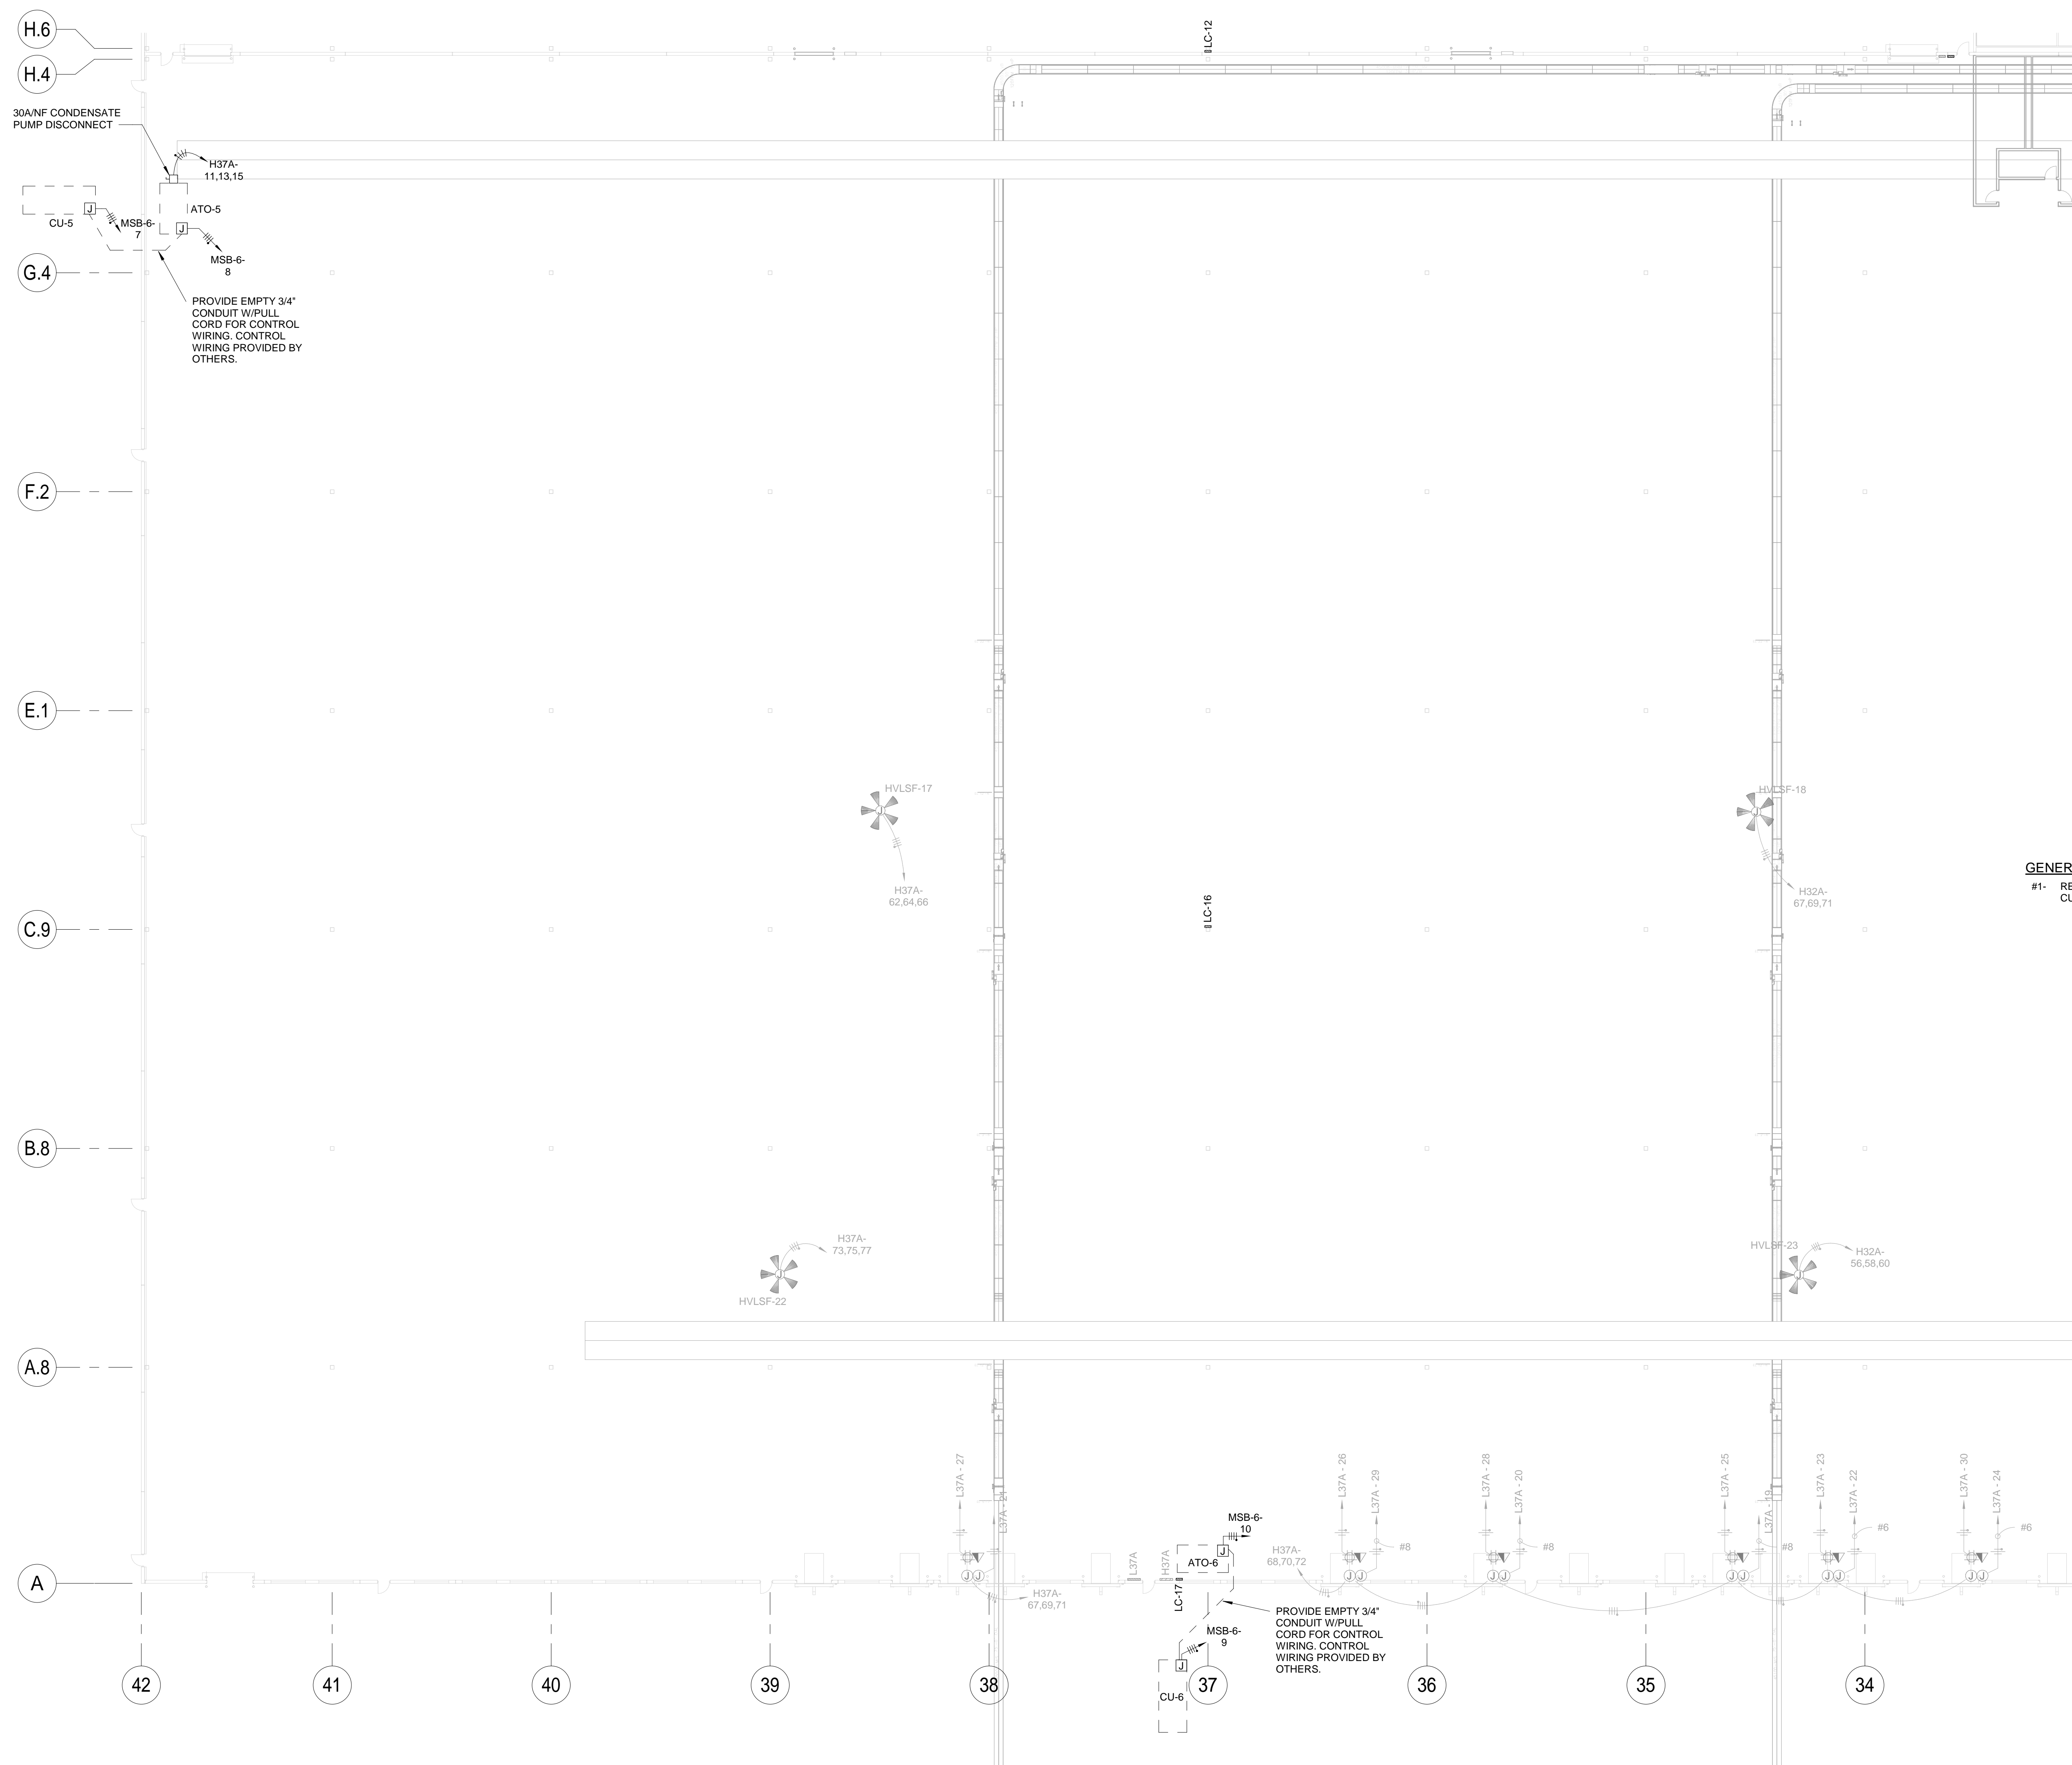 H.6
H.4
LC-12
30A/NF CONDENSATE
PUMP DISCONNECT
H37A-
11,13,15
J
CU-5
MSB-6-
7
ATO-5
J
MSB-6-
8
G.4
PROVIDE EMPTY 3/4"
CONDUIT W/PULL
CORD FOR CONTROL
WIRING. CONTROL
WIRING PROVIDED BY
OTHERS.
F.2
E.1
HVLSF-17
J
H37A-
62,64,66
HVLSF-18
J
H32A-
67,69,71
GENER
#1- RE
CU
LC-16
C.9
B.8
H37A-
73,75,77
J
HVLSF-22
HVLSF-23
J
H32A-
56,58,60
A.8
L37A - 27
L37A - 21
L37A - 26
L37A - 29
L37A - 28
L37A - 20
L37A - 25
L37A - 19
L37A - 23
L37A - 22
L37A - 30
L37A - 24
#8
#8
#8
#6
#6
MSB-6-
10
J
ATO-6
H37A-
68,70,72
L37A
H37A
A
J J
J J
J J
J J
J J
J J
H37A-
67,69,71
LC-17
PROVIDE EMPTY 3/4"
CONDUIT W/PULL
CORD FOR CONTROL
WIRING. CONTROL
WIRING PROVIDED BY
OTHERS.
MSB-6-
9
J
CU-6
42
41
40
39
38
37
36
35
34